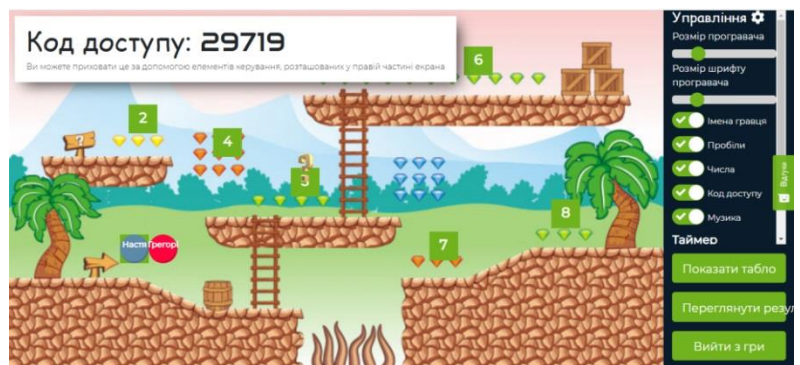 Код доступу: 29719
Ви можете приховати це за допомогою елементів керування, розташованих у правій частині екрана
6
2
4
?
3
8
7
Настя
Грегорі
Управління
Розмір програвача
Розмір шрифту
програвача
Імена гравця
Пробіли
Числа
Код доступу
Музика
Таймер
Показати табло
Переглянути резул
Вийти з гри
Відгуки